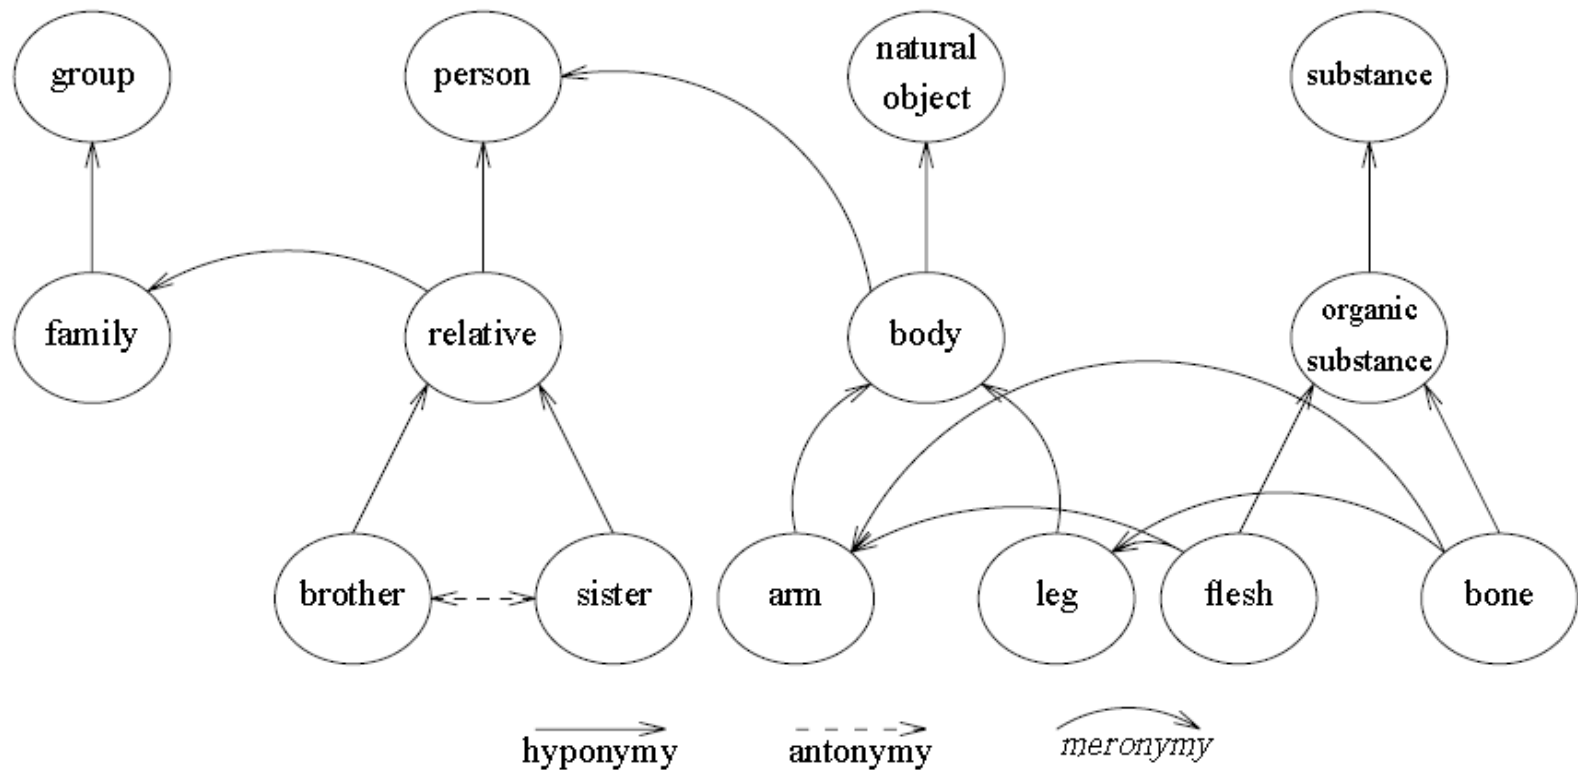 group
person
natural
object
substance
family
relative
body
organic
substance
brother
sister
arm
leg
flesh
bone
hyponymy
antonymy
meronymy